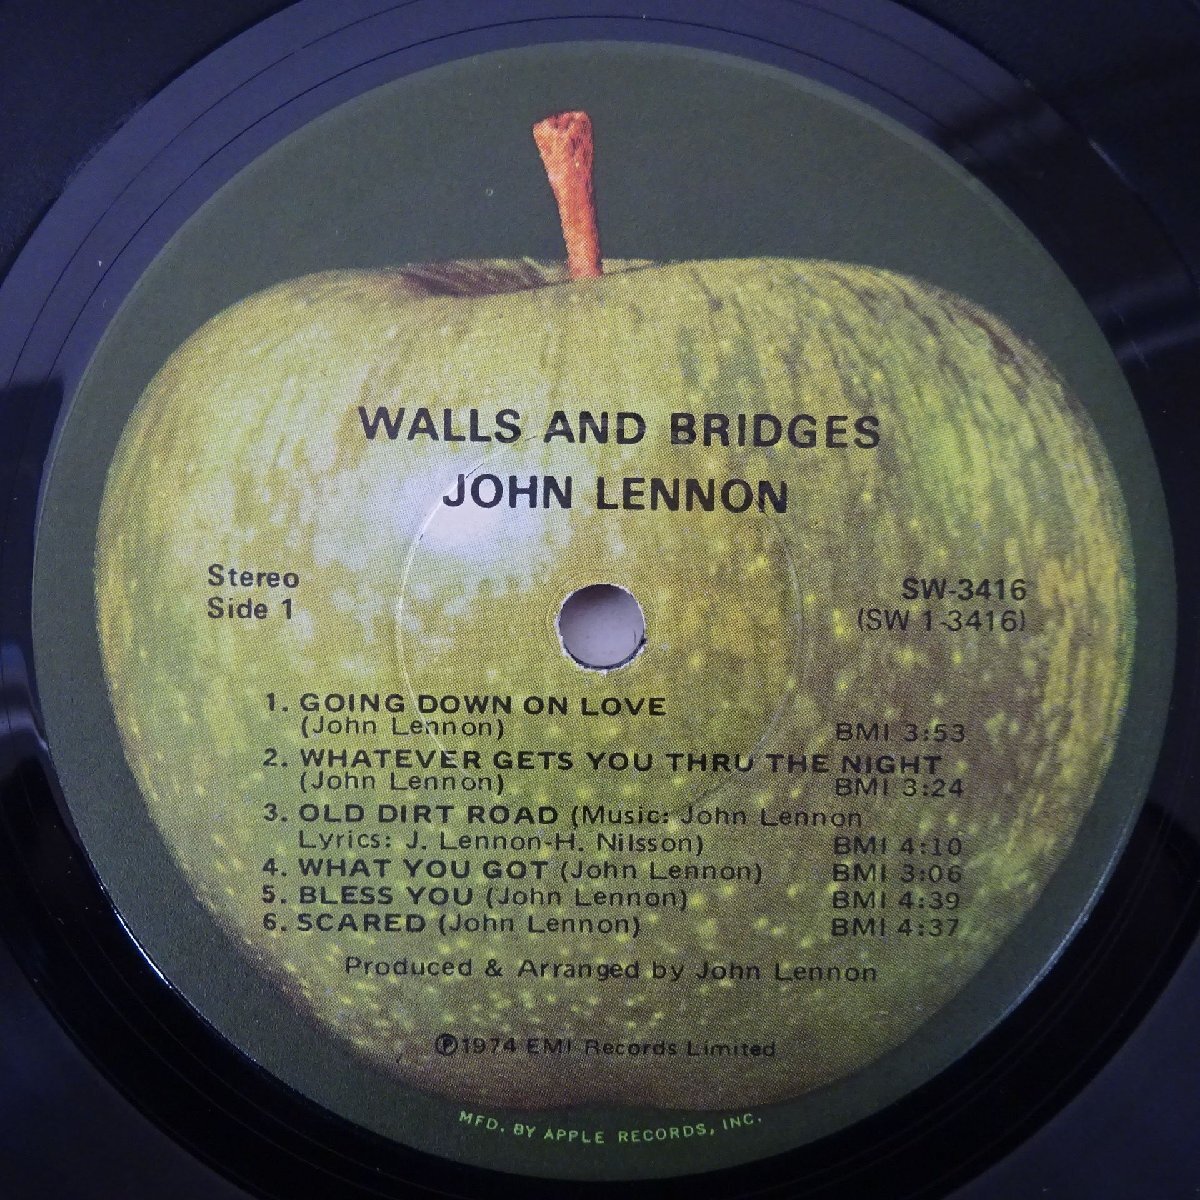 WALLS AND BRIDGES
JOHN LENNON
Stereo
Side 1
SW-3416
(SW 1-3416)
1. GOING DOWN ON LOVE
(John Lennon) BMI 3:53
2. WHATEVER GETS YOU THRU THE NIGHT
(John Lennon) BMI 3:24
3. OLD DIRT ROAD (Music: John Lennon
Lyrics: J. Lennon-H. Nilsson) BMI 4:10
4. WHAT YOU GOT (John Lennon) BMI 3:06
5. BLESS YOU (John Lennon) BMI 4:39
6. SCARED (John Lennon) BMI 4:37
Produced & Arranged by John Lennon
℗1974 EMI Records Limited
MFD. BY APPLE RECORDS, INC.